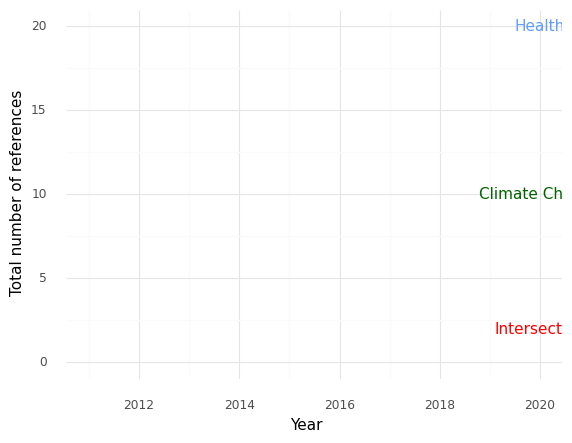 20
Health
15
Total number of references
10
Climate Ch
5
Intersect
0
2012
2014
2016
2018
2020
Year